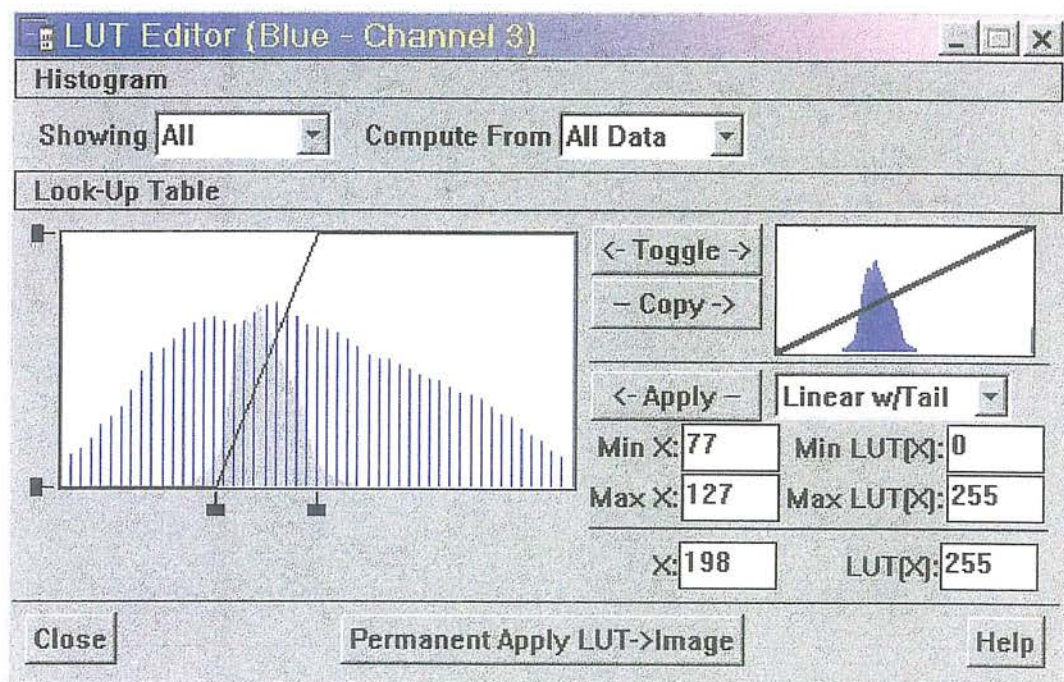 LUT Editor (Blue - Channel 3)
Histogram
Showing All Compute From All Data
Look-Up Table
<- Toggle ->
– Copy ->
<- Apply – Linear w/Tail
Min X: 77 Min LUT[X]: 0
Max X: 127 Max LUT[X]: 255
X: 198 LUT[X]: 255
Close Permanent Apply LUT->Image Help